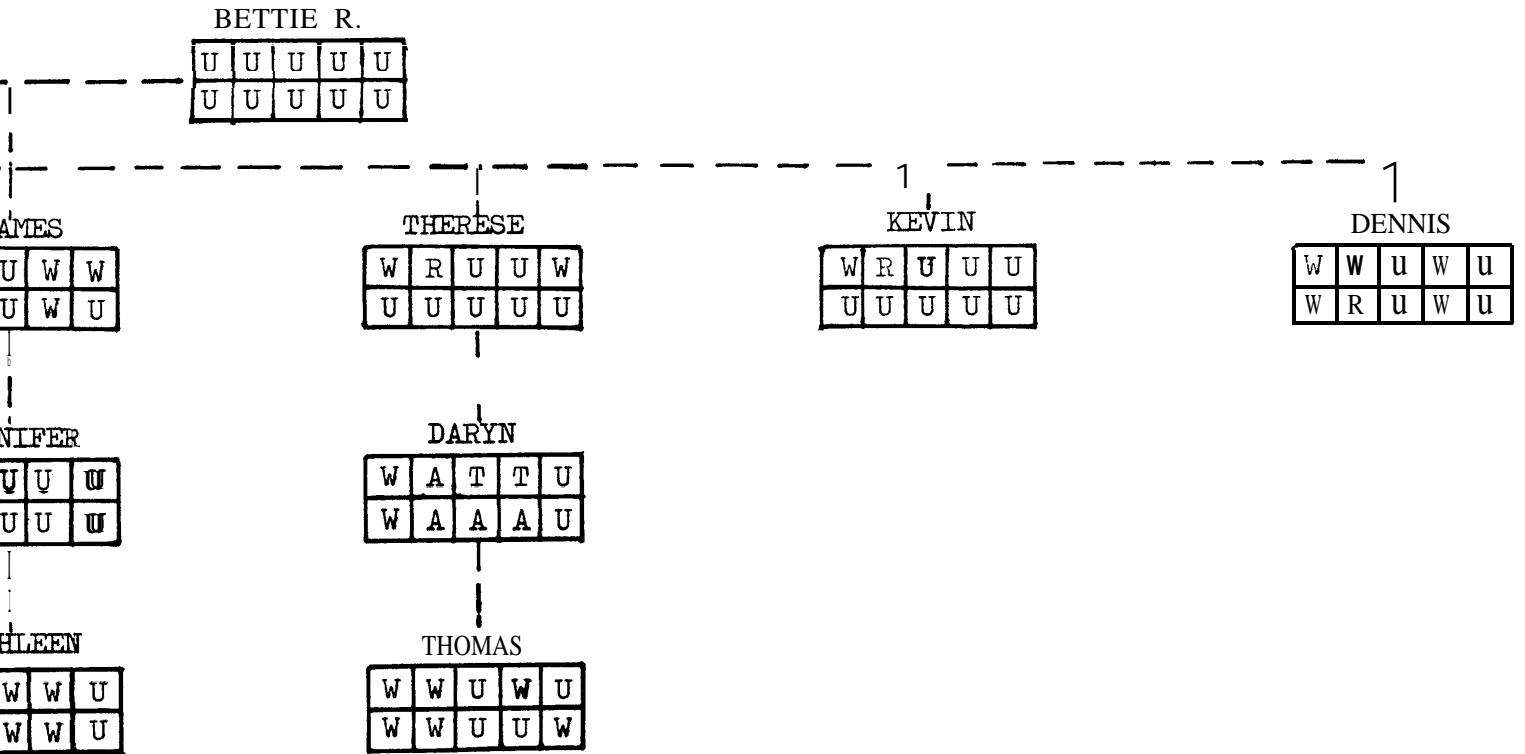 BETTIE R.
U U U U U
U U U U U
AMES THERESE KEVIN DENNIS
U W W W R U U W W R U U U W W u W u
U W U U U U U U U U U U U W R u W u
NIFER DARYN
U U U W A T T U
U U U W A A A U
HLEEN THOMAS
W W U W W U W U
W W U W W U U W